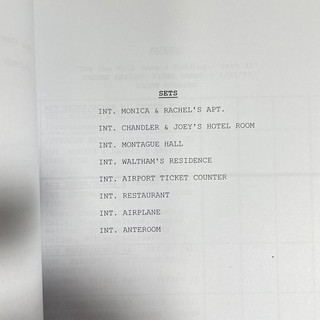 SETS
INT. MONICA & RACHEL'S APT.
INT. CHANDLER & JOEY'S HOTEL ROOM
INT. MONTAGUE HALL
INT. WALTHAM'S RESIDENCE
INT. AIRPORT TICKET COUNTER
INT. RESTAURANT
INT. AIRPLANE
INT. ANTEROOM